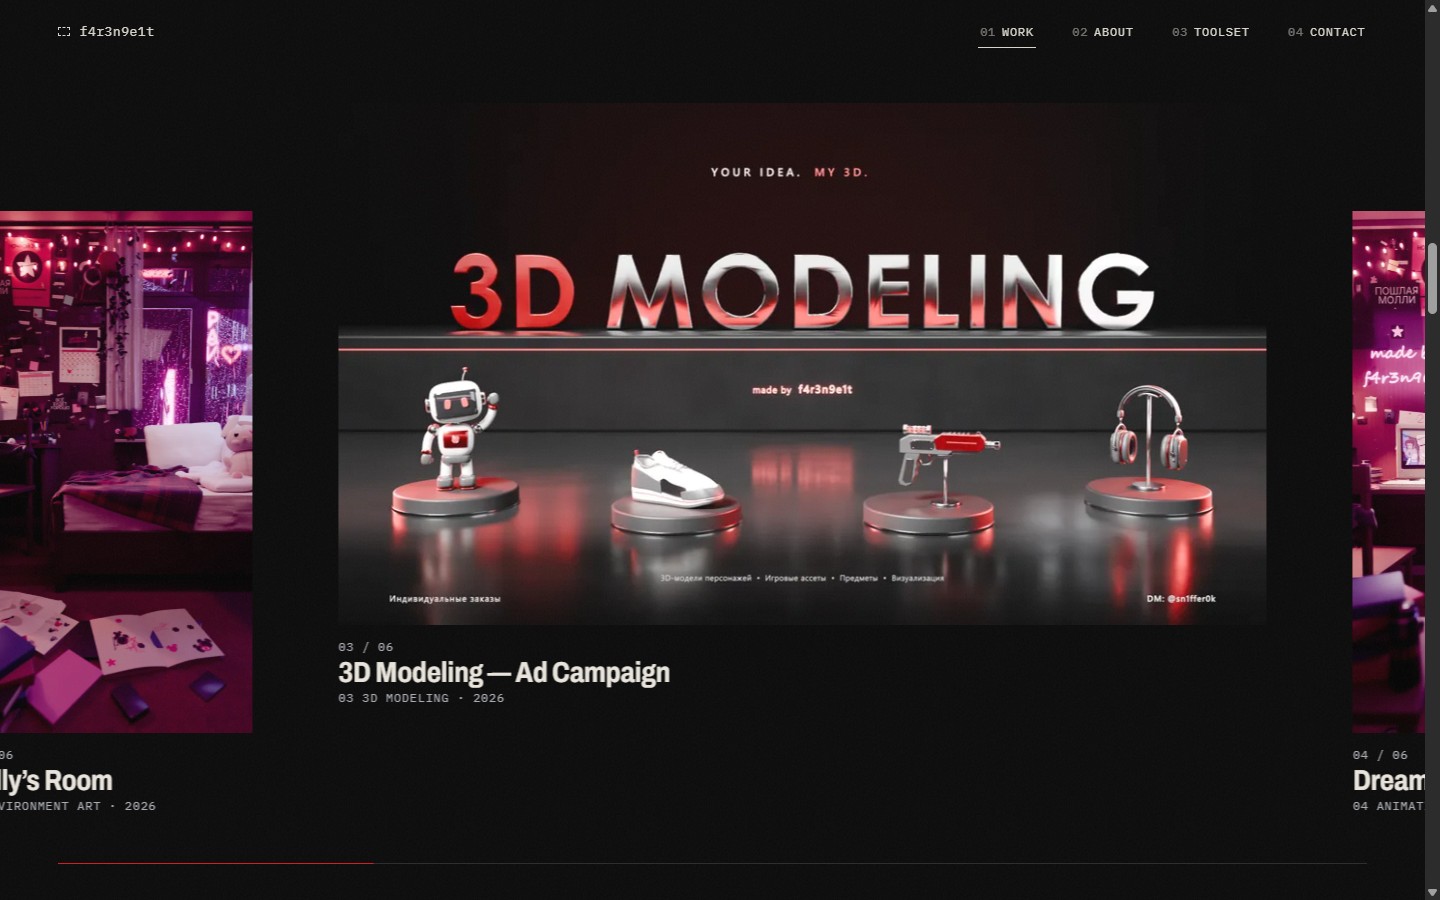 f4r3n9e1t
01 WORK
02 ABOUT
03 TOOLSET
04 CONTACT
YOUR IDEA. MY 3D.
3D MODELING
made by f4r3n9e1t
3D-модели персонажей • Игровые ассеты • Предметы • Визуализация
Индивидуальные заказы
DM: @sn1ffer0k
03 / 06
3D Modeling — Ad Campaign
03 3D MODELING · 2026
06
lly’s Room
VIRONMENT ART · 2026
ПОШЛАЯ
МОЛЛИ
made
f4r3n9
04 / 06
Dream
04 ANIMAT